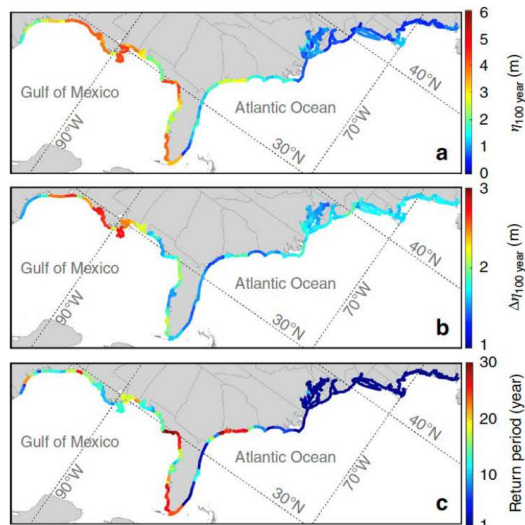 6
5
4
3
2
1
0
η100 year (m)
Gulf of Mexico
Atlantic Ocean
90°W
30°N
70°W
40°N
a
3
2
1
Δη100 year (m)
Gulf of Mexico
Atlantic Ocean
90°W
30°N
70°W
40°N
b
30
20
10
1
Return period (year)
Gulf of Mexico
Atlantic Ocean
90°W
30°N
70°W
40°N
c